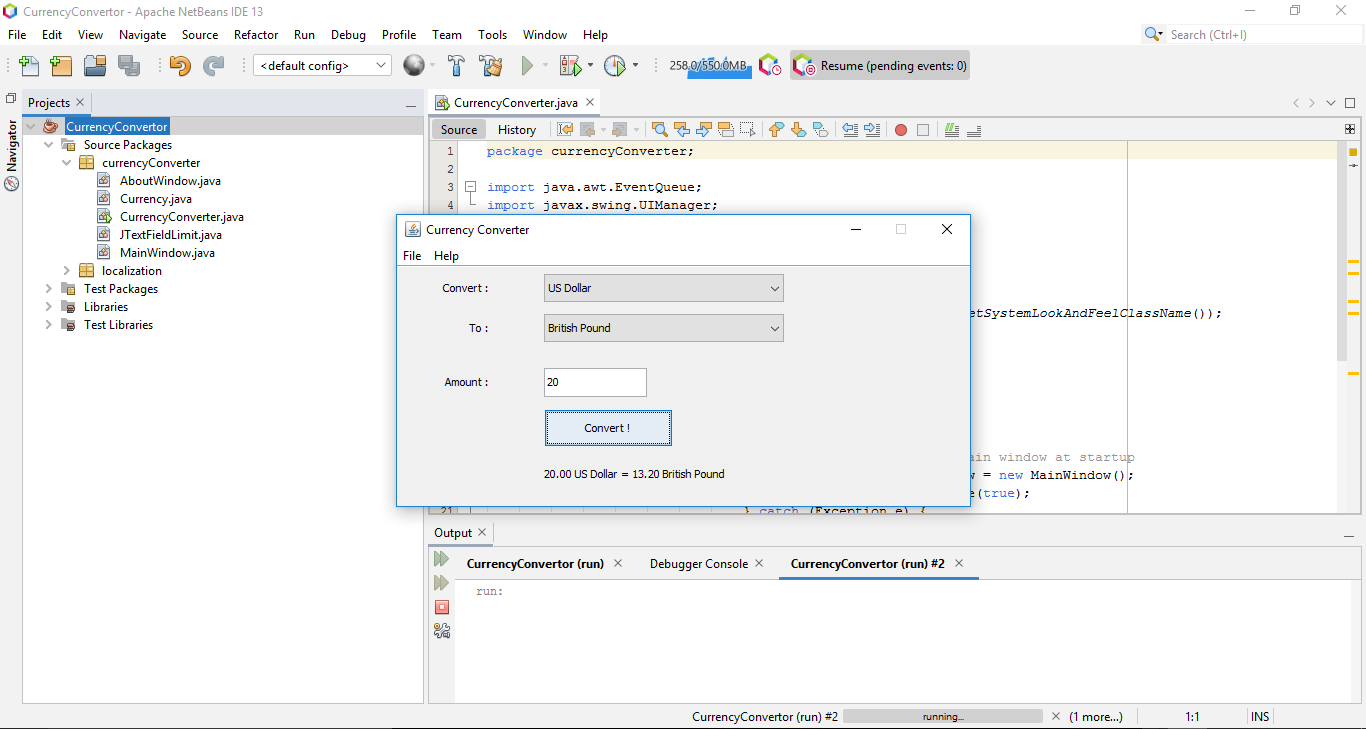 CurrencyConvertor - Apache NetBeans IDE 13
File Edit View Navigate Source Refactor Run Debug Profile Team Tools Window Help
Search (Ctrl+I)
<default config>
258.0/550.0MB
Resume (pending events: 0)
Projects
Navigator
CurrencyConvertor
Source Packages
currencyConverter
AboutWindow.java
Currency.java
CurrencyConverter.java
JTextFieldLimit.java
MainWindow.java
localization
Test Packages
Libraries
Test Libraries
CurrencyConverter.java
Source History
1 package currencyConverter;
2
3 import java.awt.EventQueue;
4 import javax.swing.UIManager;
etSystemLookAndFeelClassName());
ain window at startup
w = new MainWindow();
e(true);
21 } catch (Exception e) {
Currency Converter
File Help
Convert : US Dollar
To : British Pound
Amount : 20
Convert !
20.00 US Dollar = 13.20 British Pound
Output
CurrencyConvertor (run) Debugger Console CurrencyConvertor (run) #2
run:
CurrencyConvertor (run) #2 running... (1 more...) 1:1 INS